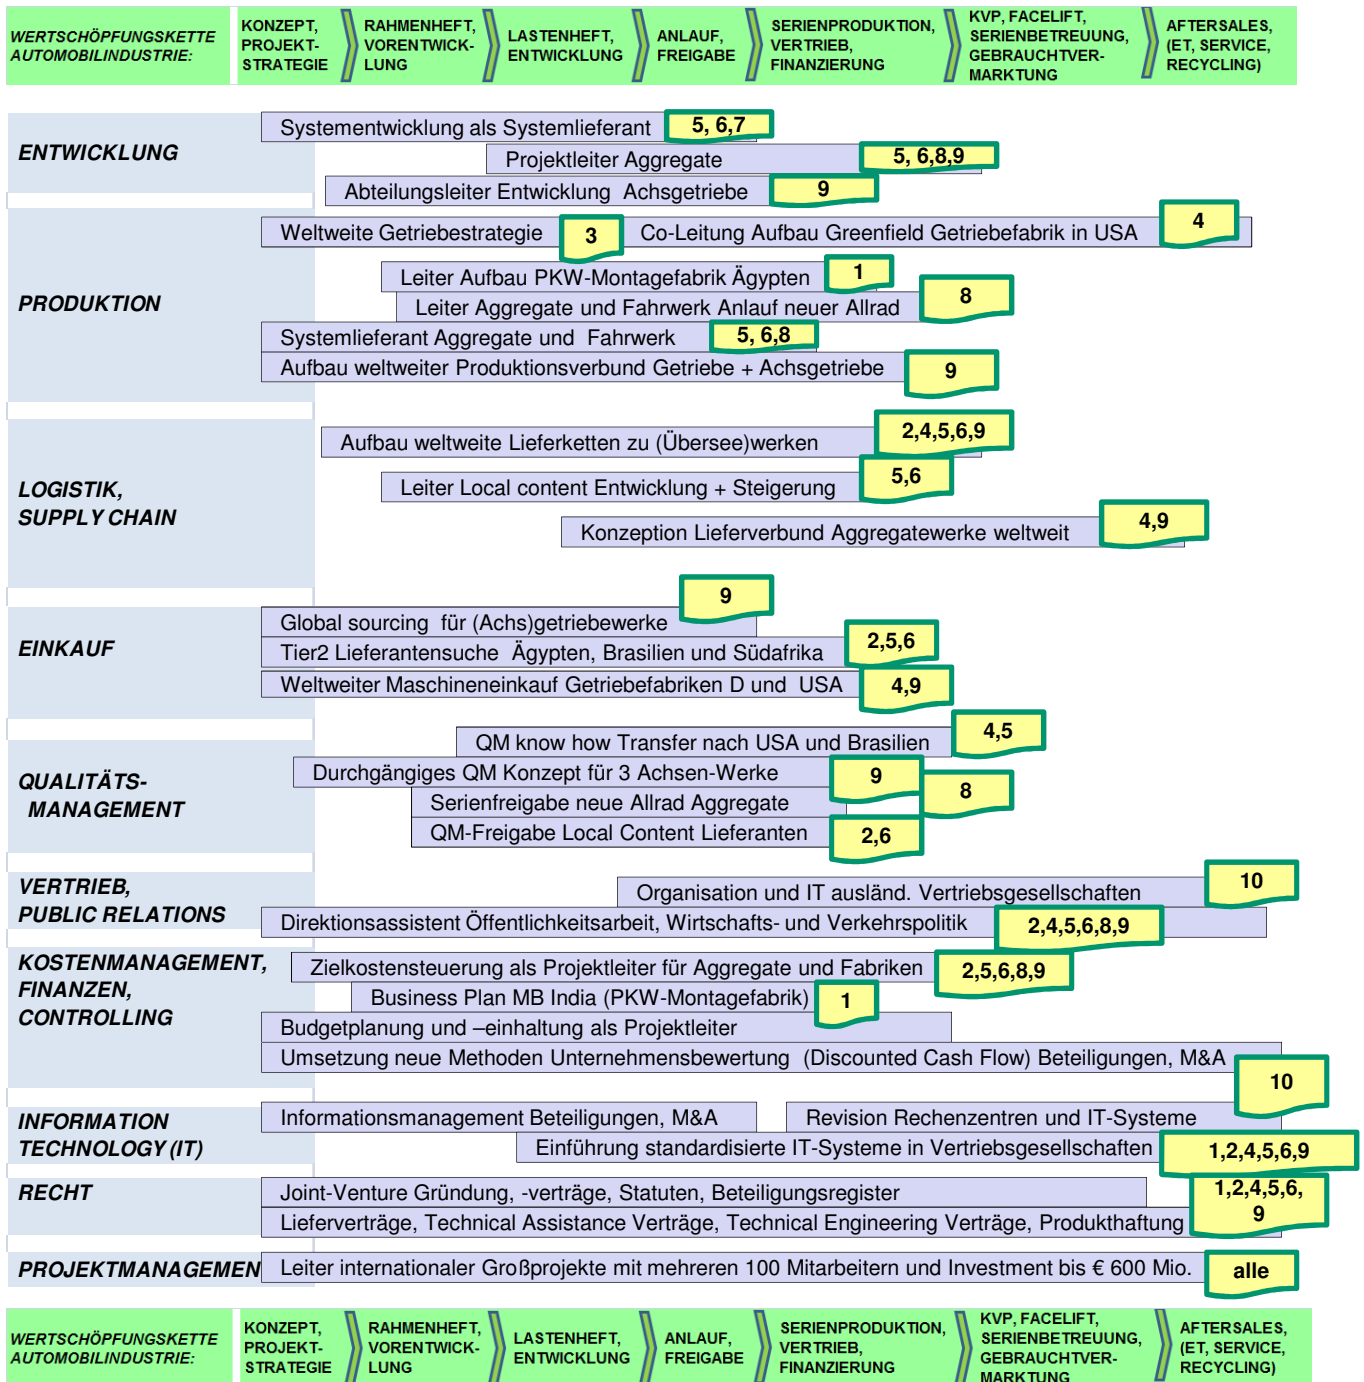 WERTSCHÖPFUNGSKETTE
AUTOMOBILINDUSTRIE:
KONZEPT,
PROJEKT-
STRATEGIE
RAHMENHEFT,
VORENTWICK-
LUNG
LASTENHEFT,
ENTWICKLUNG
ANLAUF,
FREIGABE
SERIENPRODUKTION,
VERTRIEB,
FINANZIERUNG
KVP, FACELIFT,
SERIENBETREUUNG,
GEBRAUCHTVER-
MARKTUNG
AFTERSALES,
(ET, SERVICE,
RECYCLING)
ENTWICKLUNG
Systementwicklung als Systemlieferant
5, 6,7
Projektleiter Aggregate
5, 6,8,9
Abteilungsleiter Entwicklung Achsgetriebe
9
PRODUKTION
Weltweite Getriebestrategie
3
Co-Leitung Aufbau Greenfield Getriebefabrik in USA
4
Leiter Aufbau PKW-Montagefabrik Ägypten
1
Leiter Aggregate und Fahrwerk Anlauf neuer Allrad
8
Systemlieferant Aggregate und Fahrwerk
5, 6,8
Aufbau weltweiter Produktionsverbund Getriebe + Achsgetriebe
9
LOGISTIK,
SUPPLY CHAIN
Aufbau weltweite Lieferketten zu (Übersee)werken
2,4,5,6,9
Leiter Local content Entwicklung + Steigerung
5,6
Konzeption Lieferverbund Aggregatewerke weltweit
4,9
EINKAUF
Global sourcing für (Achs)getriebewerke
9
Tier2 Lieferantensuche Ägypten, Brasilien und Südafrika
2,5,6
Weltweiter Maschineneinkauf Getriebefabriken D und USA
4,9
QUALITÄTS-
MANAGEMENT
QM know how Transfer nach USA und Brasilien
4,5
Durchgängiges QM Konzept für 3 Achsen-Werke
9
Serienfreigabe neue Allrad Aggregate
8
QM-Freigabe Local Content Lieferanten
2,6
VERTRIEB,
PUBLIC RELATIONS
Organisation und IT ausländ. Vertriebsgesellschaften
10
Direktionsassistent Öffentlichkeitsarbeit, Wirtschafts- und Verkehrspolitik
2,4,5,6,8,9
KOSTENMANAGEMENT,
FINANZEN,
CONTROLLING
Zielkostensteuerung als Projektleiter für Aggregate und Fabriken
2,5,6,8,9
Business Plan MB India (PKW-Montagefabrik)
1
Budgetplanung und –einhaltung als Projektleiter
Umsetzung neue Methoden Unternehmensbewertung (Discounted Cash Flow) Beteiligungen, M&A
10
INFORMATION
TECHNOLOGY (IT)
Informationsmanagement Beteiligungen, M&A
Revision Rechenzentren und IT-Systeme
Einführung standardisierte IT-Systeme in Vertriebsgesellschaften
1,2,4,5,6,9
RECHT
Joint-Venture Gründung, -verträge, Statuten, Beteiligungsregister
1,2,4,5,6,
9
Lieferverträge, Technical Assistance Verträge, Technical Engineering Verträge, Produkthaftung
PROJEKTMANAGEMEN
Leiter internationaler Großprojekte mit mehreren 100 Mitarbeitern und Investment bis € 600 Mio.
alle
WERTSCHÖPFUNGSKETTE
AUTOMOBILINDUSTRIE:
KONZEPT,
PROJEKT-
STRATEGIE
RAHMENHEFT,
VORENTWICK-
LUNG
LASTENHEFT,
ENTWICKLUNG
ANLAUF,
FREIGABE
SERIENPRODUKTION,
VERTRIEB,
FINANZIERUNG
KVP, FACELIFT,
SERIENBETREUUNG,
GEBRAUCHTVER-
MARKTUNG
AFTERSALES,
(ET, SERVICE,
RECYCLING)